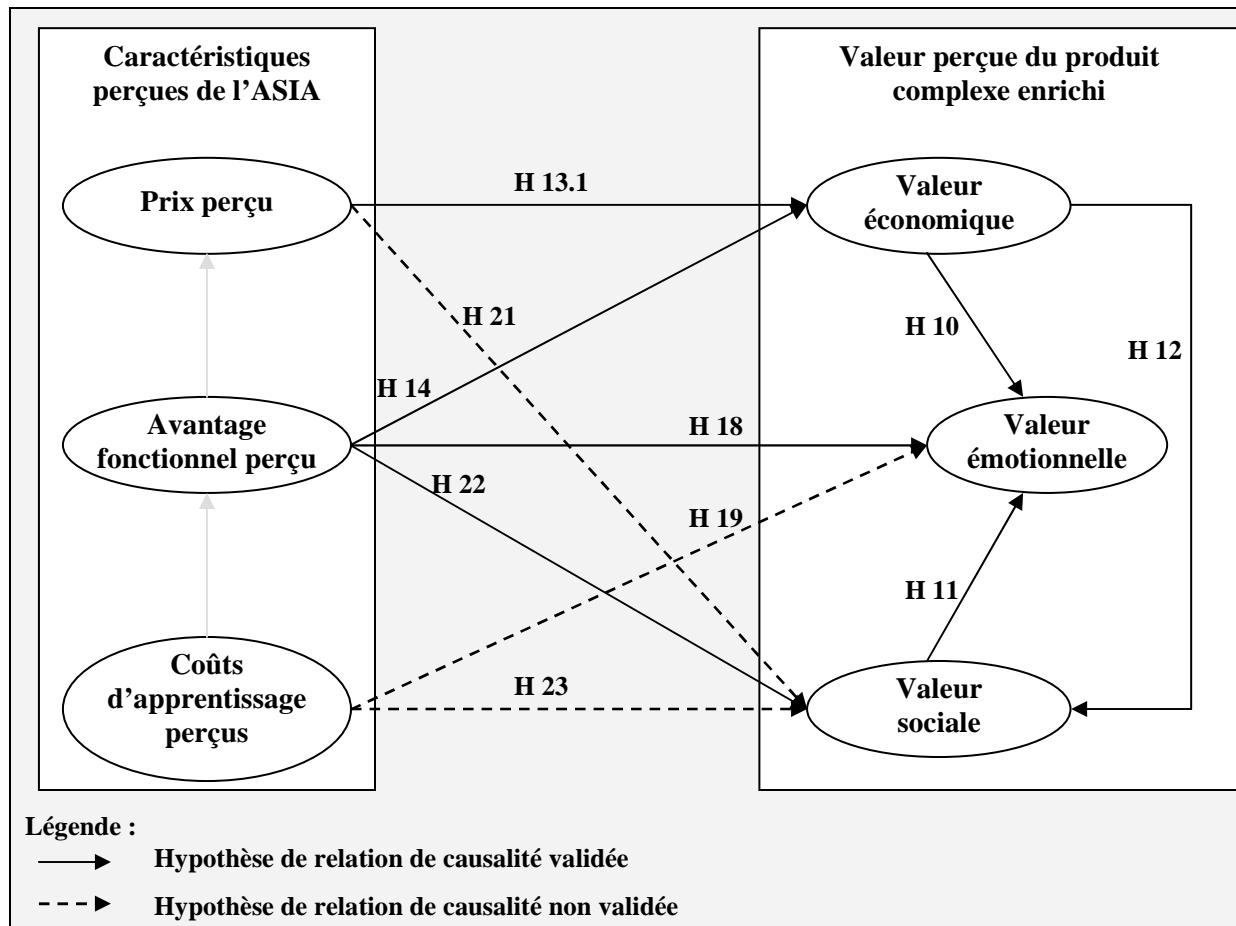 Caractéristiques
perçues de l'ASIA
Valeur perçue du produit
complexe enrichi
Prix perçu
H 13.1
Valeur
économique
H 21
H 10
H 12
H 14
Avantage
fonctionnel perçu
H 18
Valeur
émotionnelle
H 22
H 19
H 11
Coûts
d'apprentissage
perçus
H 23
Valeur
sociale
Légende :
Hypothèse de relation de causalité validée
Hypothèse de relation de causalité non validée